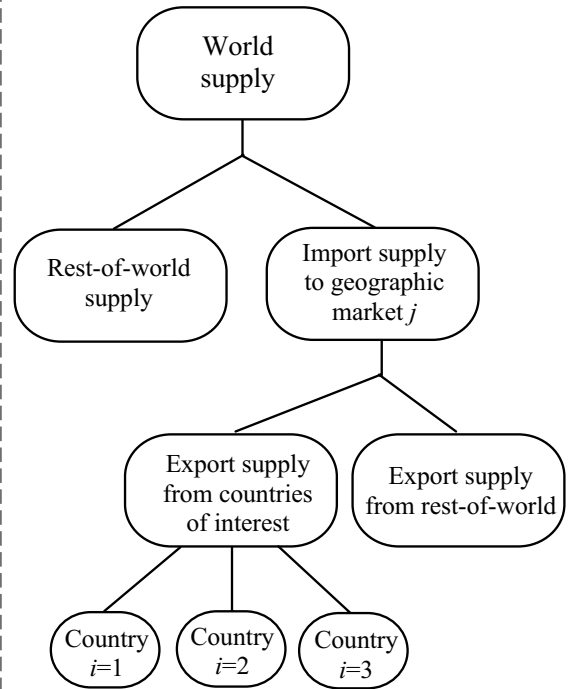 World
supply
Rest-of-world
supply
Import supply
to geographic
market j
Export supply
from countries
of interest
Export supply
from rest-of-world
Country
i=1
Country
i=2
Country
i=3